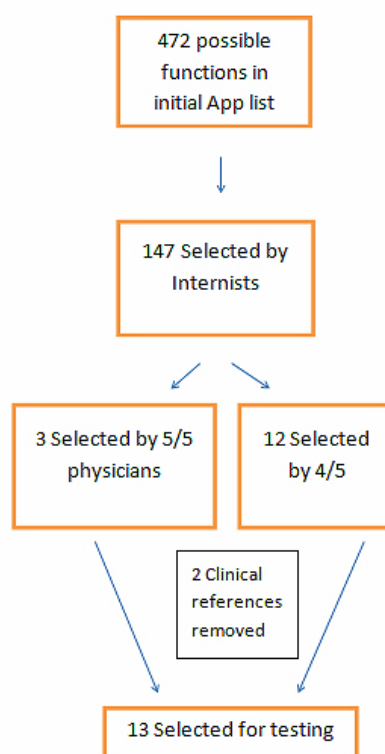 472 possible
functions in
initial App list
147 Selected by
Internists
3 Selected by 5/5
physicians
12 Selected
by 4/5
2 Clinical
references
removed
13 Selected for testing